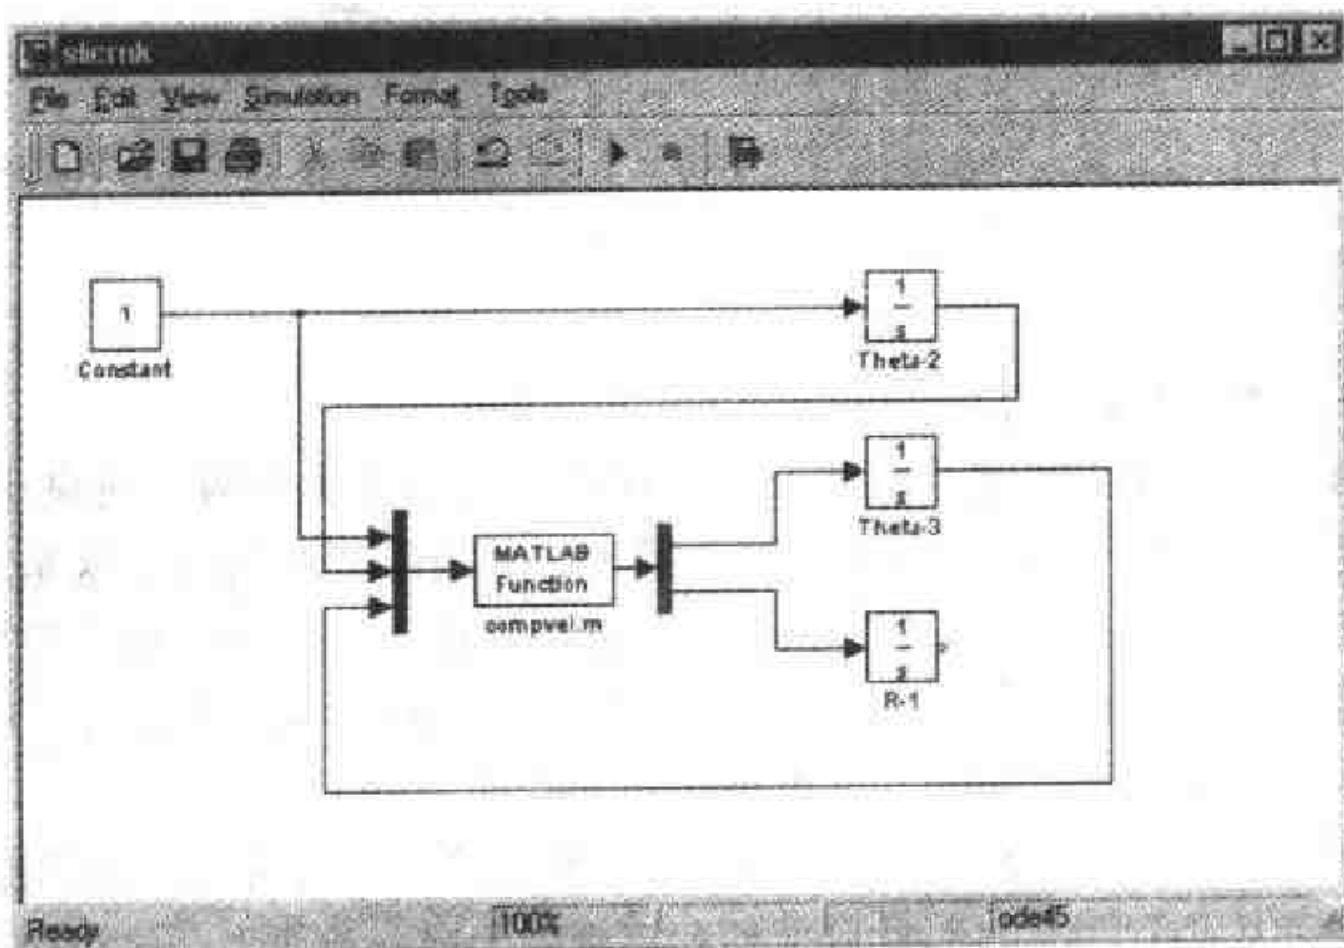 slicrnk
File Edit View Simulation Format Tools
1
Constant
1
s
Theta-2
1
s
Theta-3
MATLAB
Function
compvel.m
1
s
R-1
Ready 100% ode45